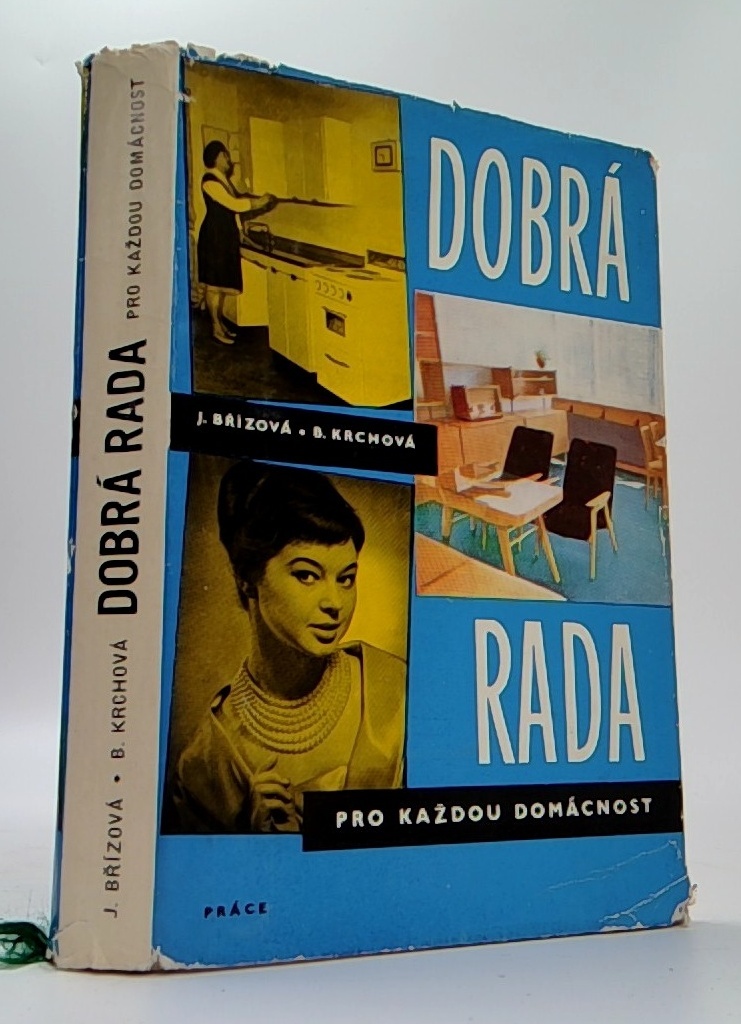 J. BŘÍZOVÁ • B. KRCHOVÁ DOBRÁ RADA PRO KAŽDOU DOMÁCNOST
DOBRÁ
J. BŘÍZOVÁ • B. KRCHOVÁ
RADA
PRO KAŽDOU DOMÁCNOST
PRÁCE